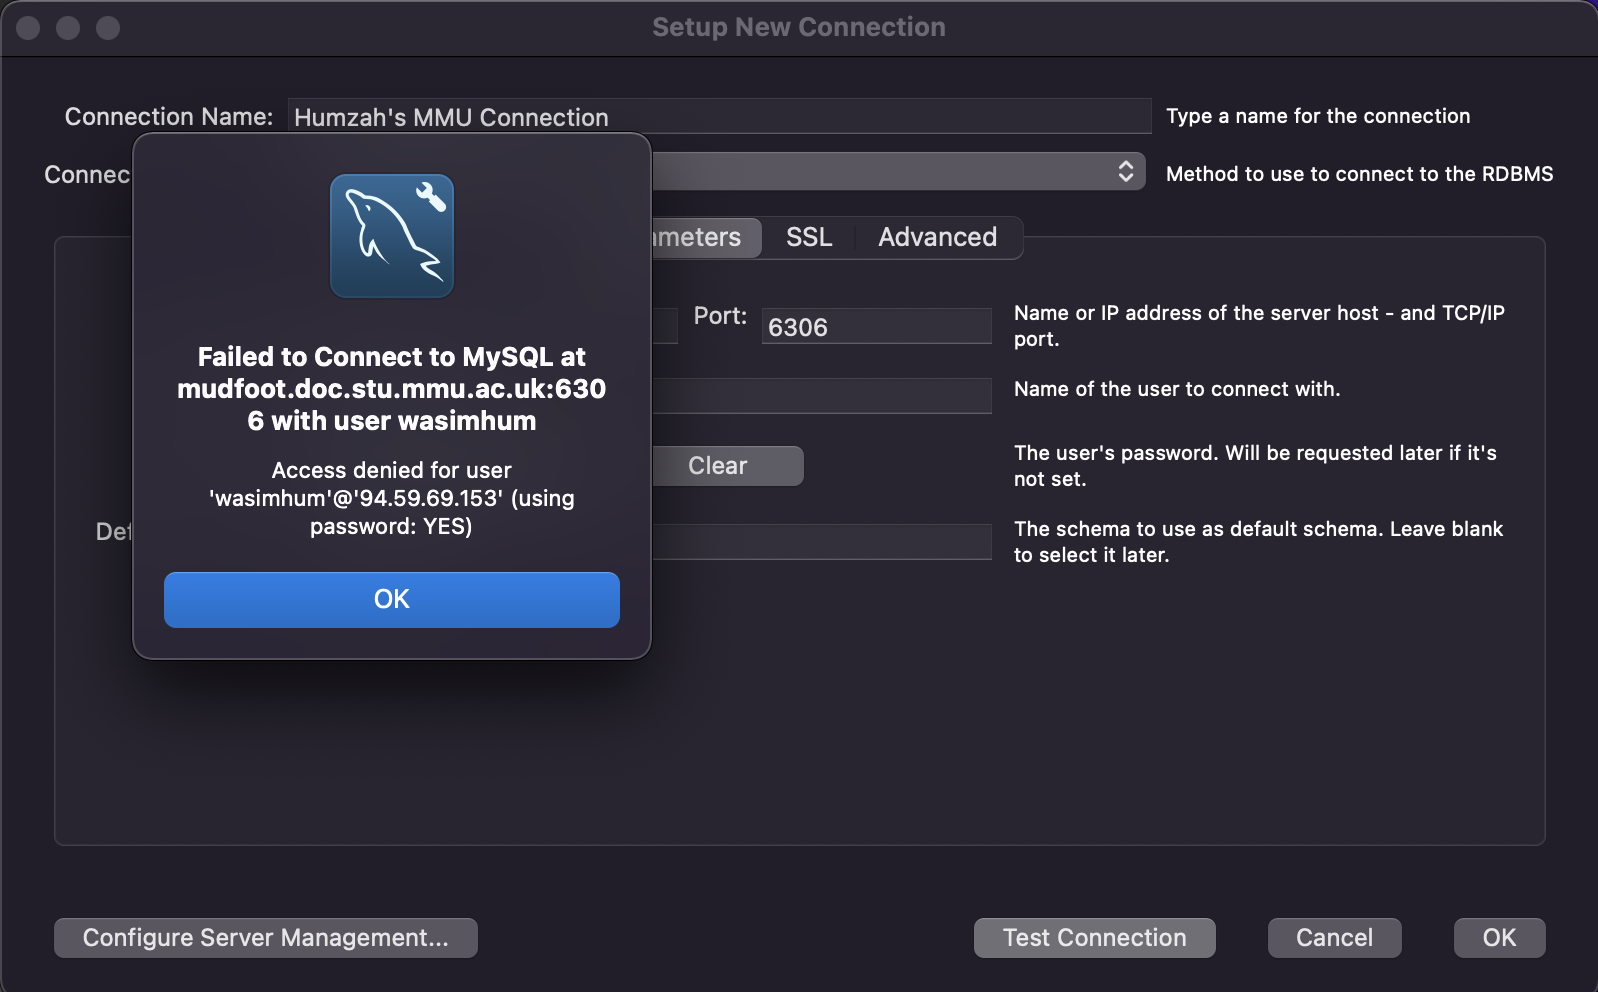 Setup New Connection
Connection Name: Humzah's MMU Connection Type a name for the connection
Connec Method to use to connect to the RDBMS
ameters SSL Advanced
Port: 6306 Name or IP address of the server host - and TCP/IP
port.
Name of the user to connect with.
Clear The user's password. Will be requested later if it's
not set.
Def The schema to use as default schema. Leave blank
to select it later.
Failed to Connect to MySQL at
mudfoot.doc.stu.mmu.ac.uk:630
6 with user wasimhum
Access denied for user
'wasimhum'@'94.59.69.153' (using
password: YES)
OK
Configure Server Management... Test Connection Cancel OK